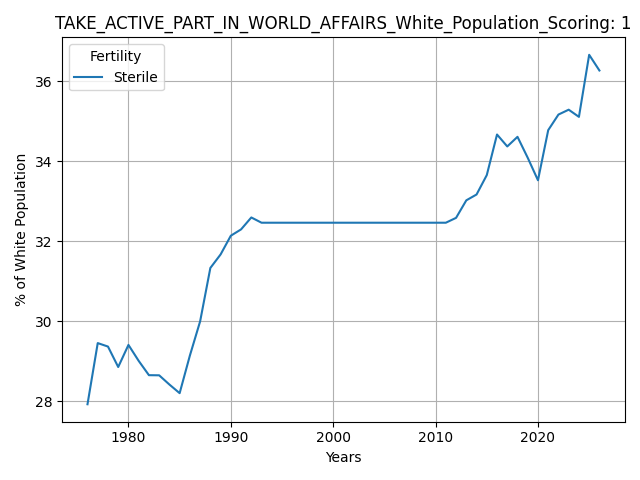 TAKE_ACTIVE_PART_IN_WORLD_AFFAIRS_White_Population_Scoring: 1
Fertility
Sterile
% of White Population
36
34
32
30
28
1980 1990 2000 2010 2020
Years